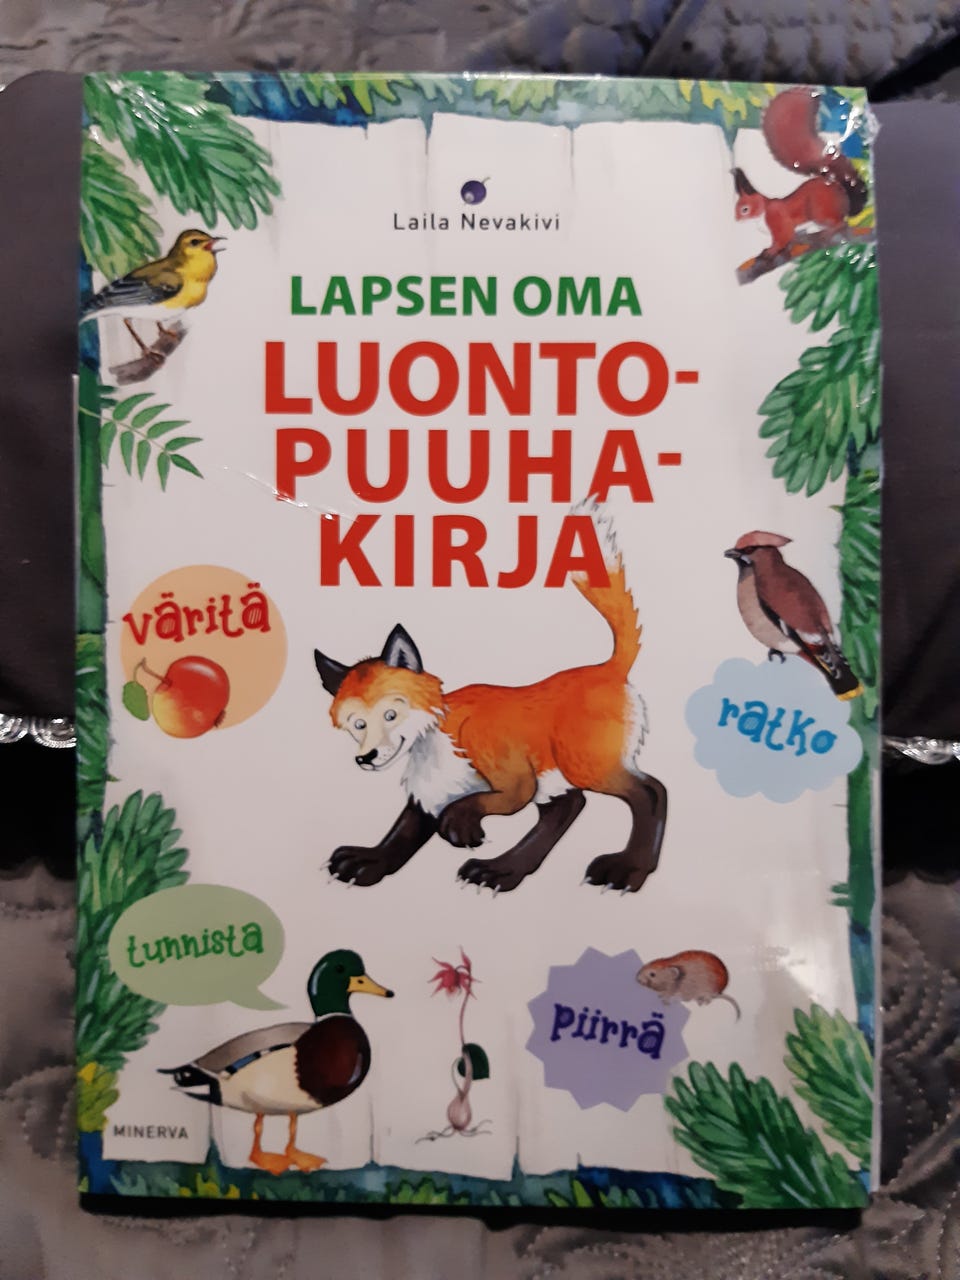 Laila Nevakivi
LAPSEN OMA
LUONTO-
PUUHA-
KIRJA
väritä
ratko
tunnista
piirrä
MINERVA